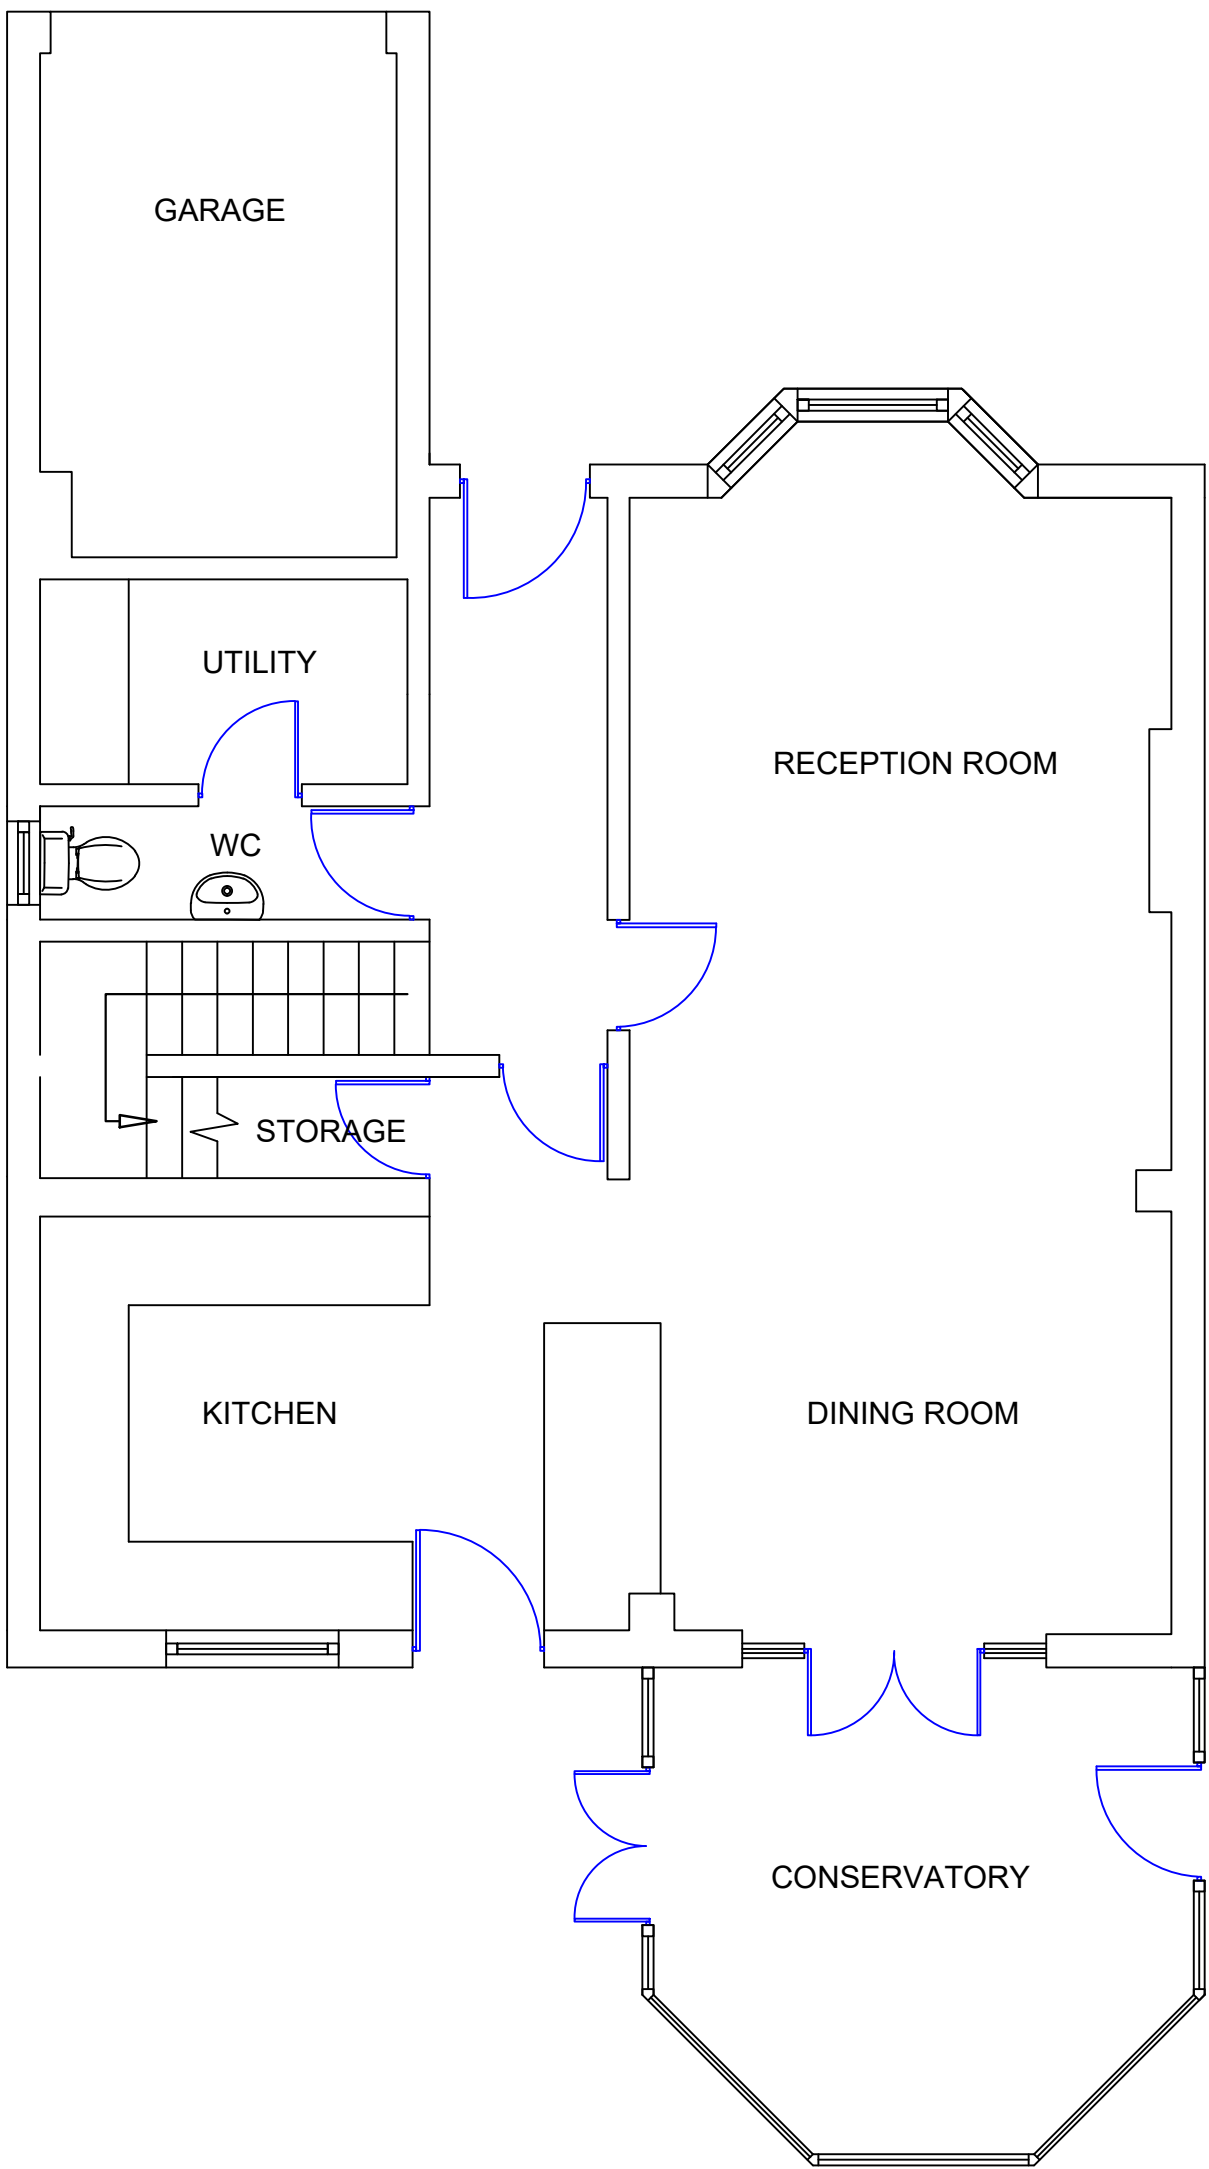 GARAGE
UTILITY
RECEPTION ROOM
WC
STORAGE
KITCHEN
DINING ROOM
CONSERVATORY